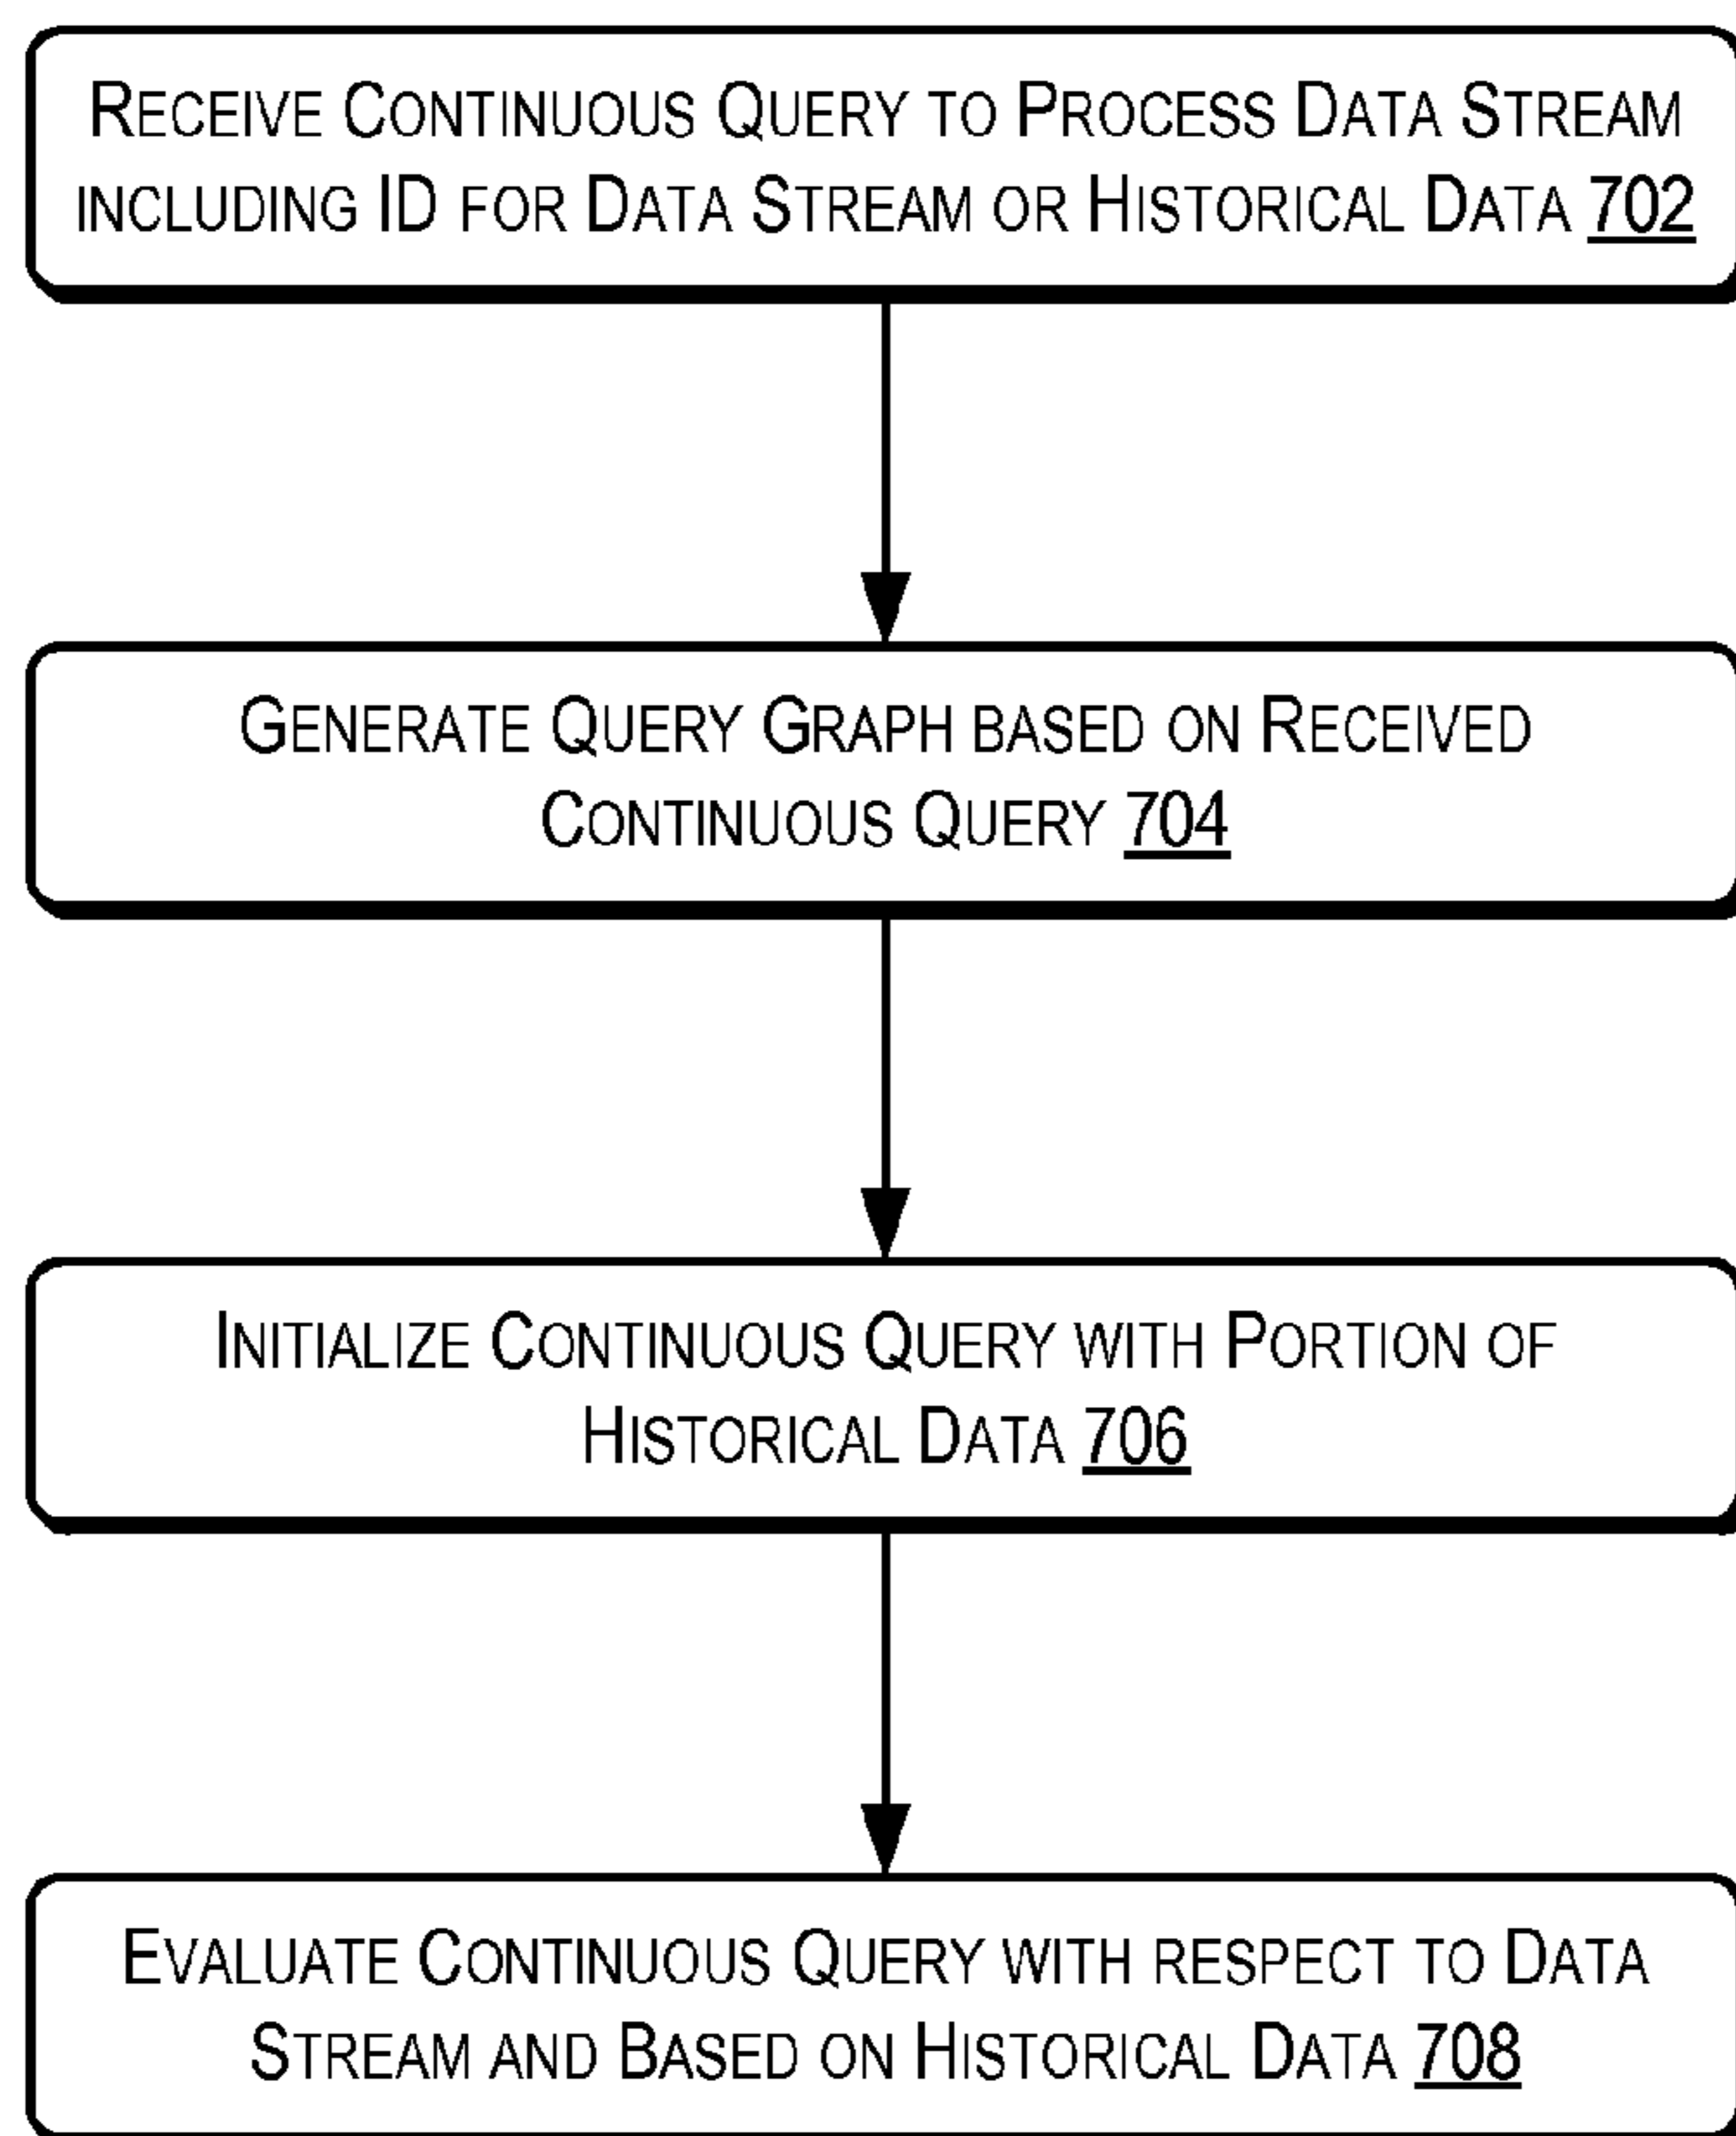 Receive Continuous Query to Process Data Stream
including ID for Data Stream or Historical Data 702
Generate Query Graph based on Received
Continuous Query 704
Initialize Continuous Query with Portion of
Historical Data 706
Evaluate Continuous Query with respect to Data
Stream and Based on Historical Data 708